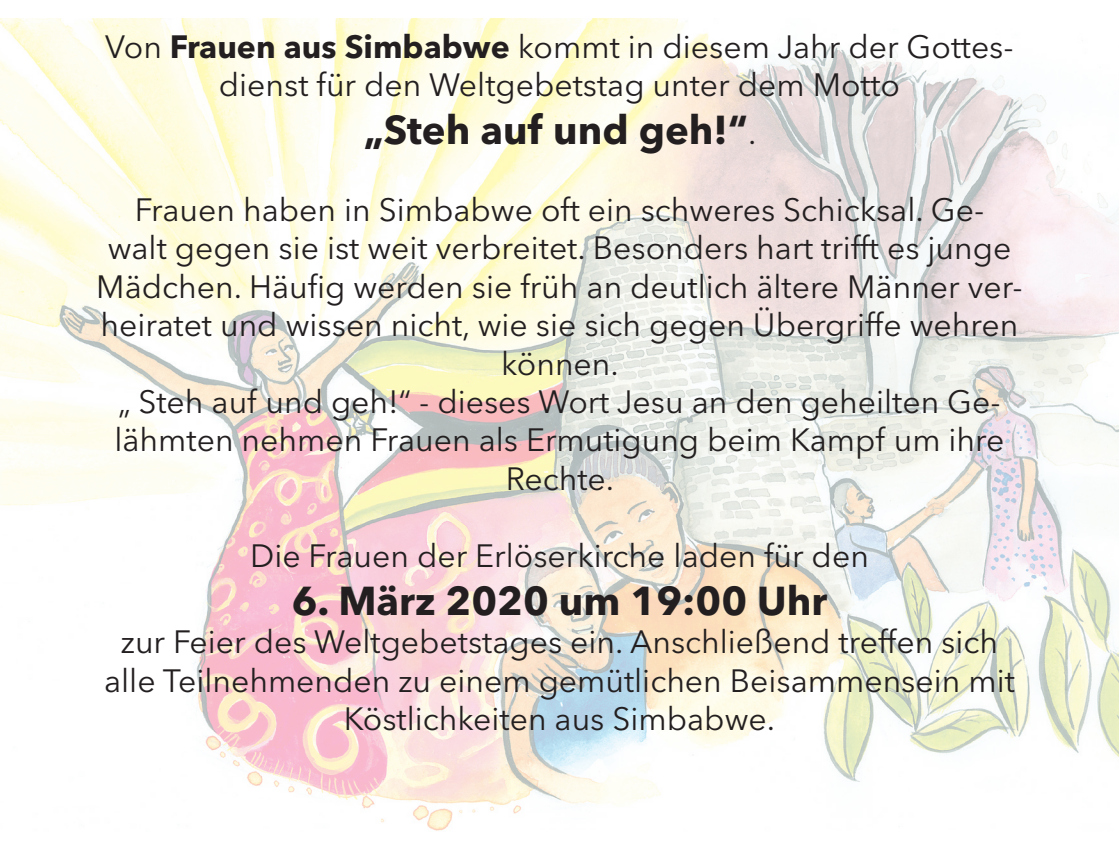 Von Frauen aus Simbabwe kommt in diesem Jahr der Gottes-
dienst für den Weltgebetstag unter dem Motto
„Steh auf und geh!“.
Frauen haben in Simbabwe oft ein schweres Schicksal. Ge-
walt gegen sie ist weit verbreitet. Besonders hart trifft es junge
Mädchen. Häufig werden sie früh an deutlich ältere Männer ver-
heiratet und wissen nicht, wie sie sich gegen Übergriffe wehren
können.
„ Steh auf und geh!“ - dieses Wort Jesu an den geheilten Ge-
lähmten nehmen Frauen als Ermutigung beim Kampf um ihre
Rechte.
Die Frauen der Erlöserkirche laden für den
6. März 2020 um 19:00 Uhr
zur Feier des Weltgebetstages ein. Anschließend treffen sich
alle Teilnehmenden zu einem gemütlichen Beisammensein mit
Köstlichkeiten aus Simbabwe.